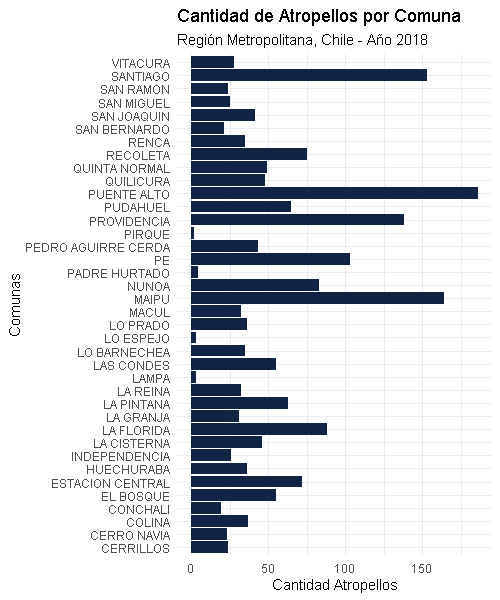 Cantidad de Atropellos por Comuna
Región Metropolitana, Chile - Año 2018
VITACURA
SANTIAGO
SAN RAMON
SAN MIGUEL
SAN JOAQUIN
SAN BERNARDO
RENCA
RECOLETA
QUINTA NORMAL
QUILICURA
PUENTE ALTO
PUDAHUEL
PROVIDENCIA
PIRQUE
PEDRO AGUIRRE CERDA
PE
PADRE HURTADO
NUNOA
MAIPU
MACUL
LO PRADO
LO ESPEJO
LO BARNECHEA
LAS CONDES
LAMPA
LA REINA
LA PINTANA
LA GRANJA
LA FLORIDA
LA CISTERNA
INDEPENDENCIA
HUECHURABA
ESTACION CENTRAL
EL BOSQUE
CONCHALI
COLINA
CERRO NAVIA
CERRILLOS
Comunas
0 50 100 150
Cantidad Atropellos